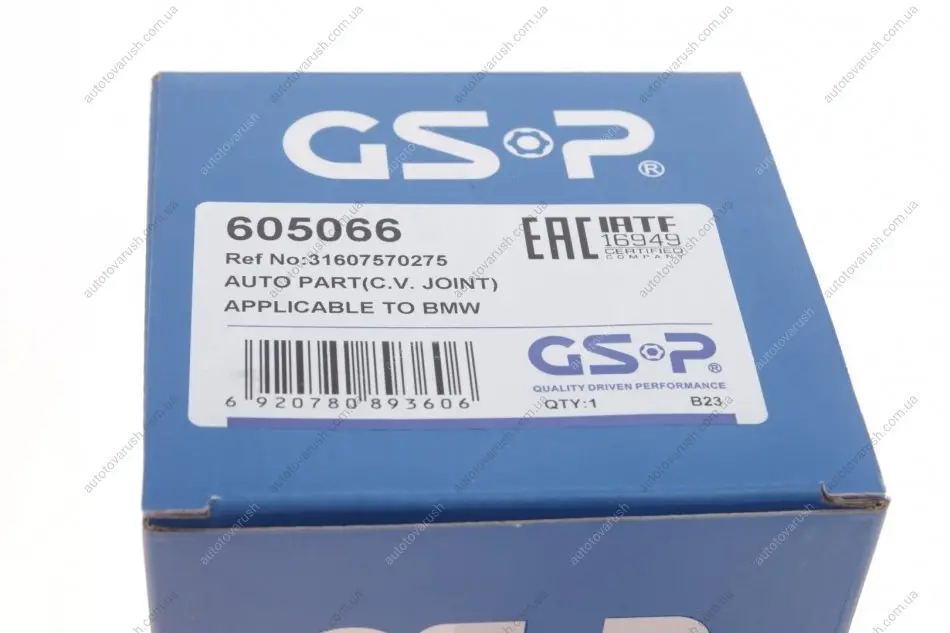 GSP®
605066
Ref No:31607570275
AUTO PART(C.V. JOINT)
APPLICABLE TO BMW
EAC
IATF
16949
CERTIFIED
COMPANY
6 920780 893606
GSP®
QUALITY DRIVEN PERFORMANCE
QTY:1 B23
autotovarush.com.ua